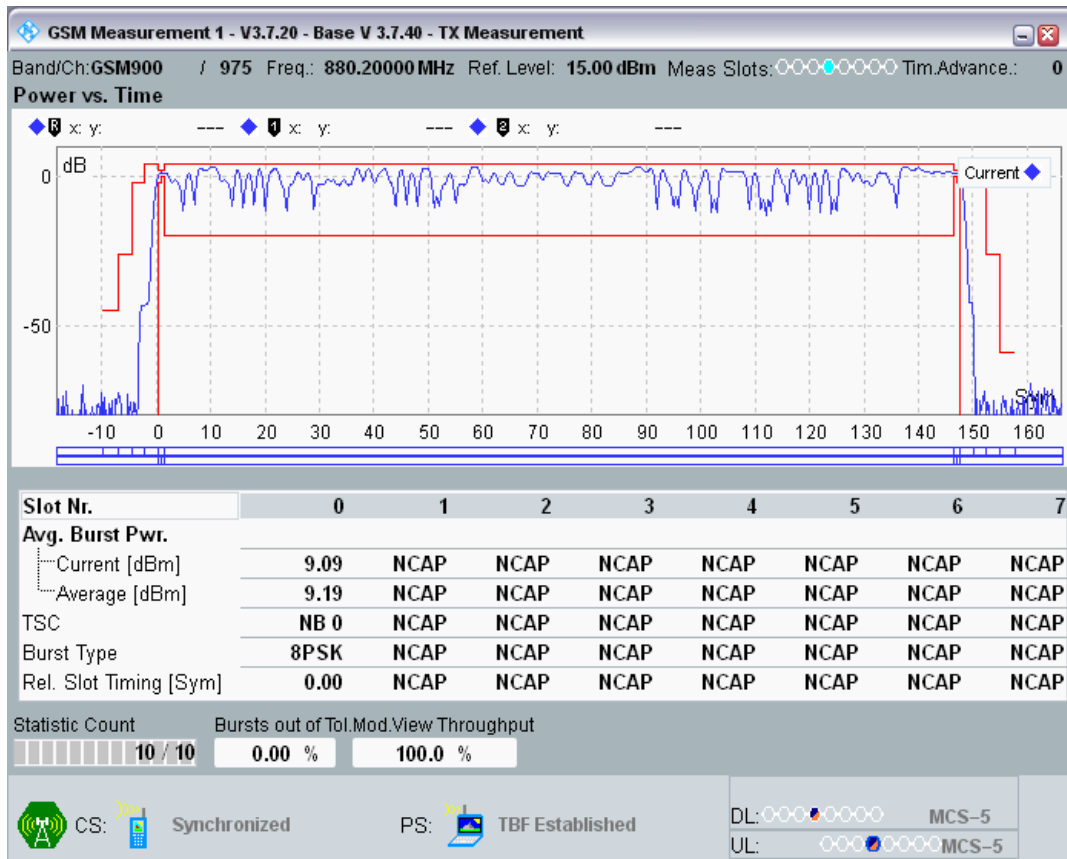 GSM Measurement 1 - V3.7.20 - Base V 3.7.40 - TX Measurement
Band/Ch:GSM900 / 975 Freq.: 880.20000 MHz Ref. Level: 15.00 dBm Meas Slots: Tim.Advance.: 0
Power vs. Time
R x: y: --- 1 x: y: --- 2 x: y: ---
dB
Current
0
-50
Sym
-10 0 10 20 30 40 50 60 70 80 90 100 110 120 130 140 150 160
Slot Nr. 0 1 2 3 4 5 6 7
Avg. Burst Pwr.
Current [dBm] 9.09 NCAP NCAP NCAP NCAP NCAP NCAP NCAP
Average [dBm] 9.19 NCAP NCAP NCAP NCAP NCAP NCAP NCAP
TSC NB 0 NCAP NCAP NCAP NCAP NCAP NCAP NCAP
Burst Type 8PSK NCAP NCAP NCAP NCAP NCAP NCAP NCAP
Rel. Slot Timing [Sym] 0.00 NCAP NCAP NCAP NCAP NCAP NCAP NCAP
Statistic Count Bursts out of Tol. Mod.View Throughput
10 / 10 0.00 % 100.0 %
CS: Synchronized PS: TBF Established DL: MCS-5
UL: MCS-5